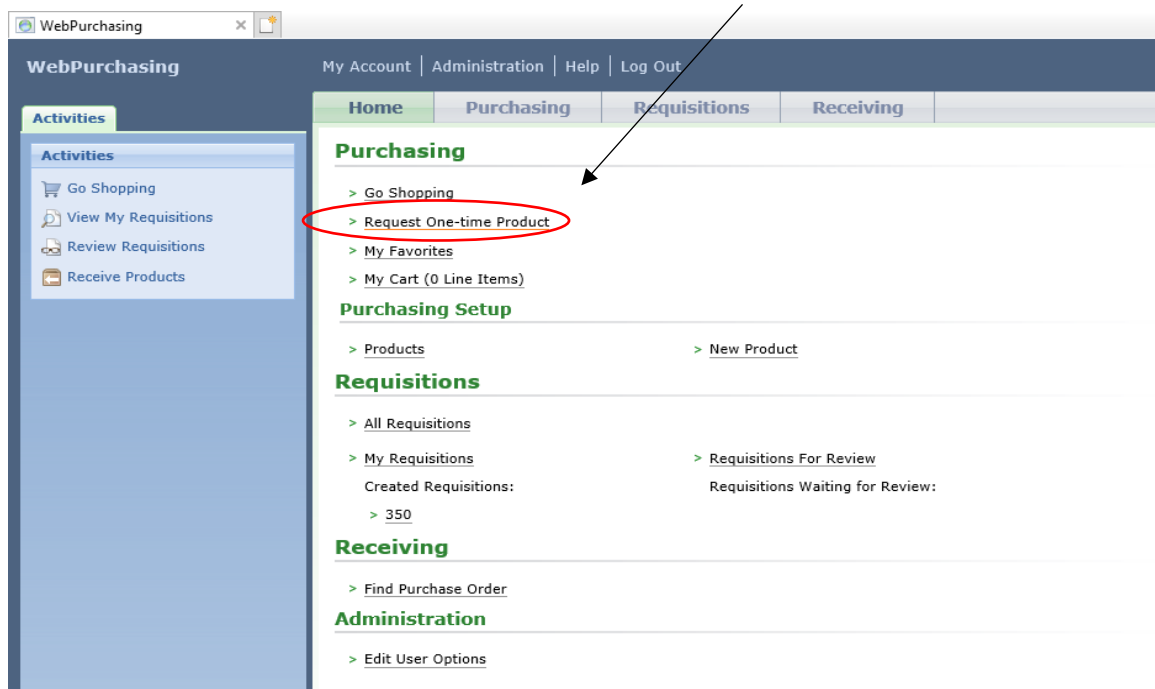 WebPurchasing
WebPurchasing
My Account | Administration | Help | Log Out
Activities
Activities
Go Shopping
View My Requisitions
Review Requisitions
Receive Products
Home Purchasing Requisitions Receiving
Purchasing
> Go Shopping
> Request One-time Product
> My Favorites
> My Cart (0 Line Items)
Purchasing Setup
> Products > New Product
Requisitions
> All Requisitions
> My Requisitions > Requisitions For Review
Created Requisitions: Requisitions Waiting for Review:
> 350
Receiving
> Find Purchase Order
Administration
> Edit User Options